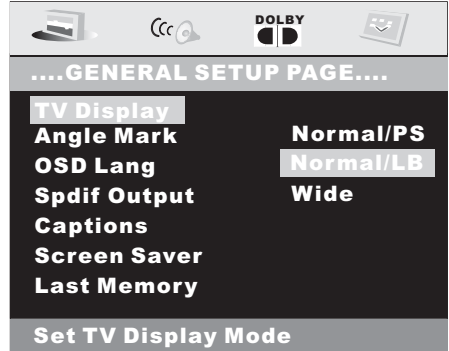 DOLBY
....GENERAL SETUP PAGE....
TV Display
Angle Mark Normal/PS
OSD Lang Normal/LB
Spdif Output Wide
Captions
Screen Saver
Last Memory
Set TV Display Mode